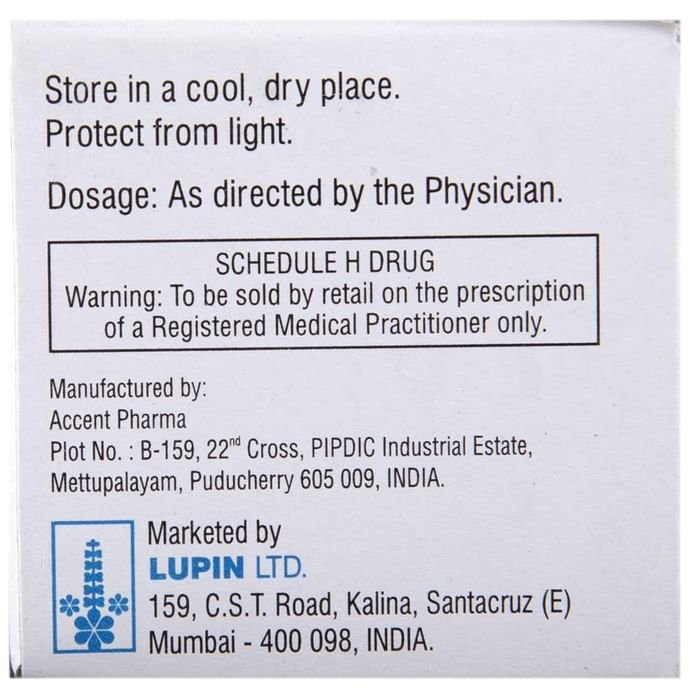 Store in a cool, dry place.
Protect from light.
Dosage: As directed by the Physician.
SCHEDULE H DRUG
Warning: To be sold by retail on the prescription
of a Registered Medical Practitioner only.
Manufactured by:
Accent Pharma
Plot No. : B-159, 22nd Cross, PIPDIC Industrial Estate,
Mettupalayam, Puducherry 605 009, INDIA.
Marketed by
LUPIN LTD.
159, C.S.T. Road, Kalina, Santacruz (E)
Mumbai - 400 098, INDIA.